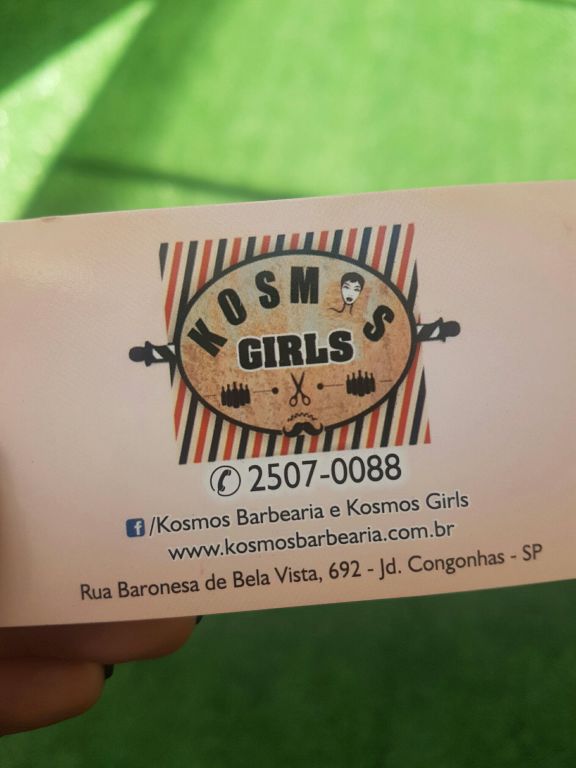 KOSMOS
GIRLS
2507-0088
/Kosmos Barbearia e Kosmos Girls
www.kosmosbarbearia.com.br
Rua Baronesa de Bela Vista, 692 - Jd. Congonhas - SP